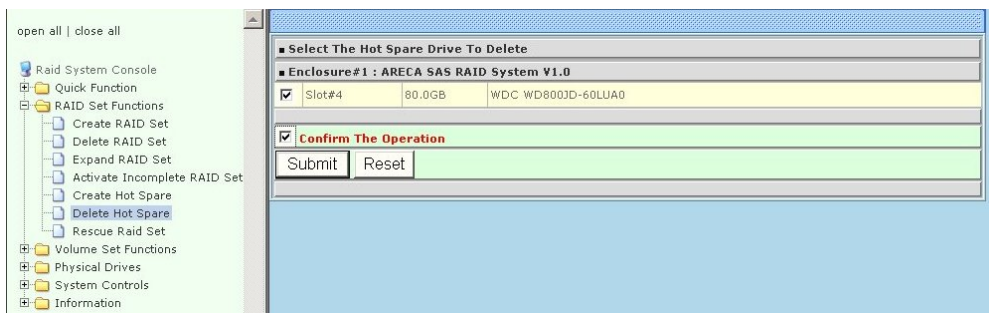 open all | close all
Raid System Console
Quick Function
RAID Set Functions
Create RAID Set
Delete RAID Set
Expand RAID Set
Activate Incomplete RAID Set
Create Hot Spare
Delete Hot Spare
Rescue Raid Set
Volume Set Functions
Physical Drives
System Controls
Information
Select The Hot Spare Drive To Delete
Enclosure#1 : ARECA SAS RAID System V1.0
Slot#4 80.0GB WDC WD800JD-60LUA0
Confirm The Operation
Submit Reset